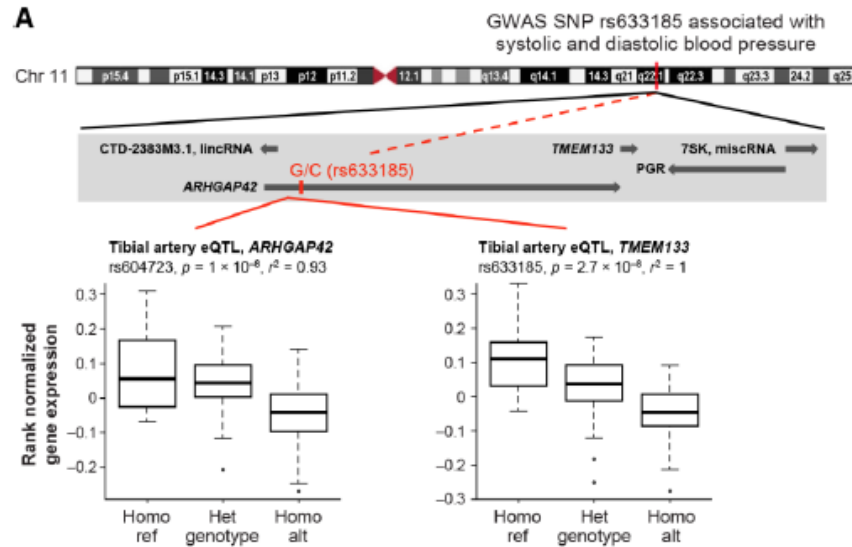 A
GWAS SNP rs633185 associated with
systolic and diastolic blood pressure
Chr 11
p15.4 p15.1 14.3 14.1 p13 p12 p11.2 12.1 q13.4 q14.1 14.3 q21 q22.1 q22.3 q23.3 24.2 q25
CTD-2383M3.1, lincRNA
TMEM133
7SK, miscRNA
PGR
G/C (rs633185)
ARHGAP42
Tibial artery eQTL, ARHGAP42
rs604723, p = 1 × 10⁻⁶, r² = 0.93
Rank normalized
gene expression
0.3
0.2
0.1
0
–0.1
–0.2
Homo
ref
Het
genotype
Homo
alt
Tibial artery eQTL, TMEM133
rs633185, p = 2.7 × 10⁻⁶, r² = 1
0.3
0.2
0.1
0
–0.1
–0.2
–0.3
Homo
ref
Het
genotype
Homo
alt